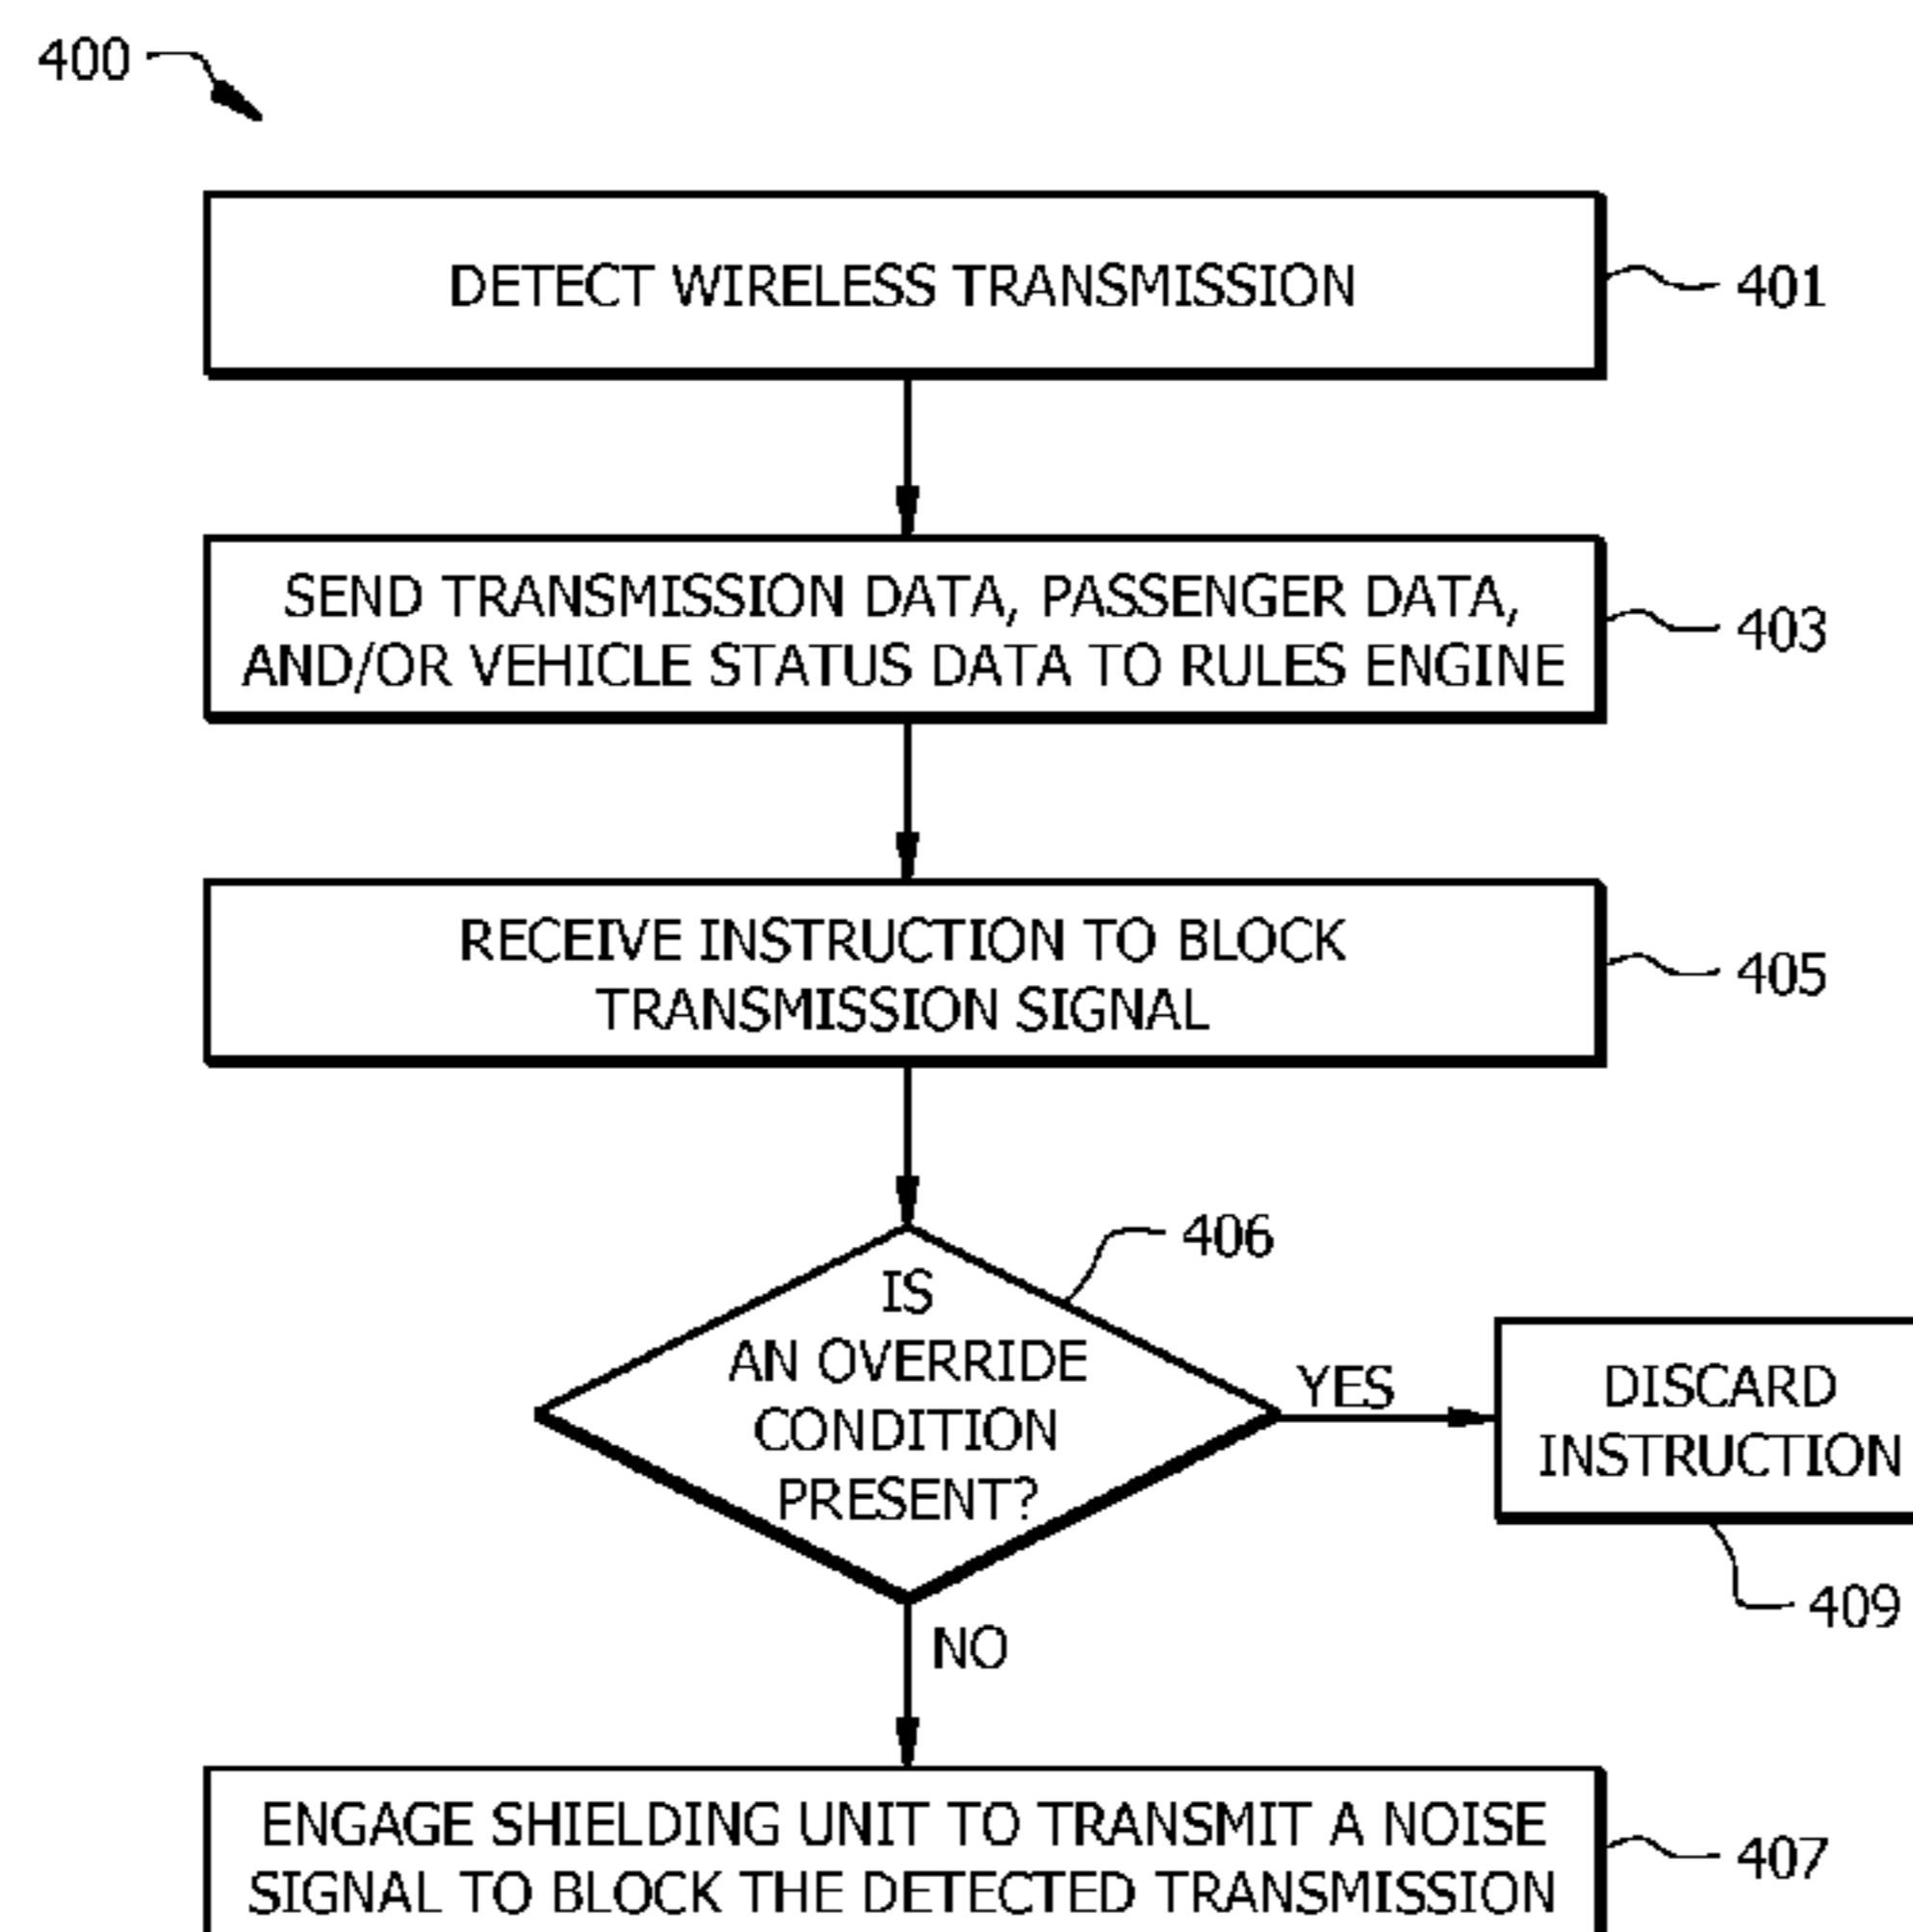 400
DETECT WIRELESS TRANSMISSION
401
SEND TRANSMISSION DATA, PASSENGER DATA,
AND/OR VEHICLE STATUS DATA TO RULES ENGINE
403
RECEIVE INSTRUCTION TO BLOCK
TRANSMISSION SIGNAL
405
406
IS
AN OVERRIDE
CONDITION
PRESENT?
YES
DISCARD
INSTRUCTION
409
NO
ENGAGE SHIELDING UNIT TO TRANSMIT A NOISE
SIGNAL TO BLOCK THE DETECTED TRANSMISSION
407